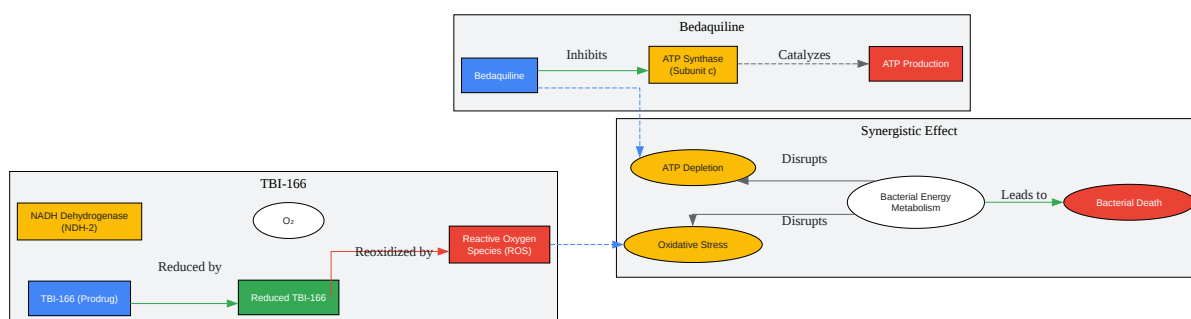 Bedaquiline
Inhibits
ATP Synthase
(Subunit c)
Catalyzes
ATP Production
Bedaquiline
Synergistic Effect
ATP Depletion
Disrupts
Bacterial Energy
Metabolism
Leads to
Bacterial Death
Disrupts
Oxidative Stress
TBI-166
NADH Dehydrogenase
(NDH-2)
O₂
Reactive Oxygen
Species (ROS)
Reoxidized by
Reduced by
TBI-166 (Prodrug)
Reduced TBI-166